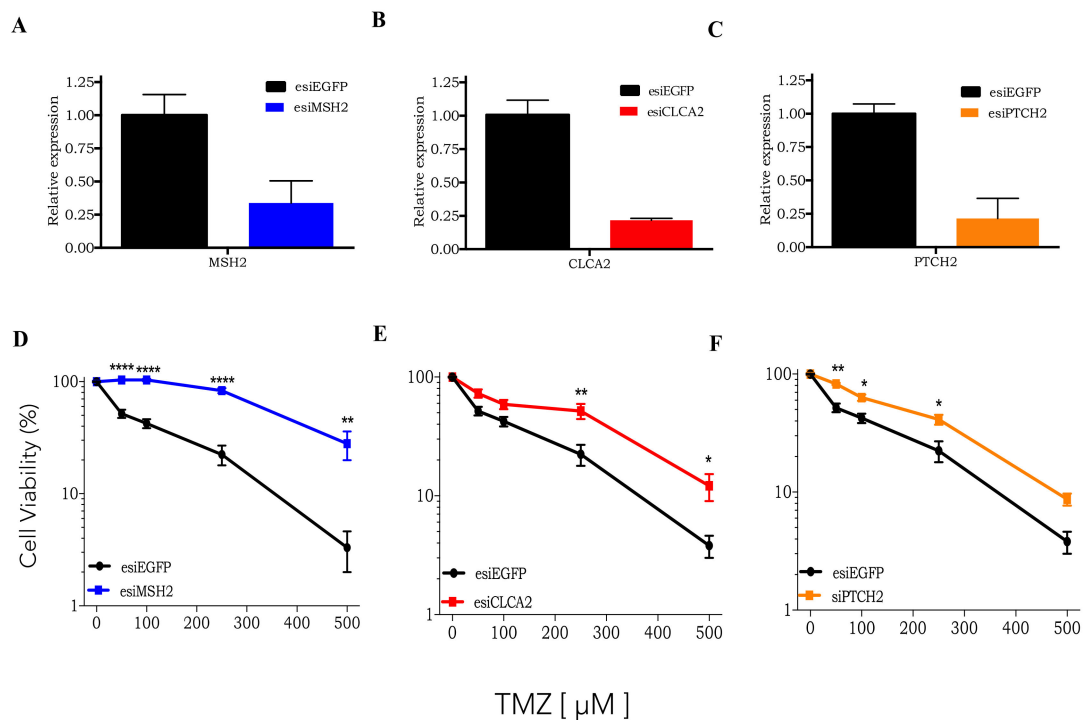 A
B
C
Relative expression
1.25
1.00
0.75
0.50
0.25
0.00
esiEGFP
esiMSH2
MSH2
Relative expression
1.25
1.00
0.75
0.50
0.25
0.00
esiEGFP
esiCLCA2
CLCA2
Relative expression
1.25
1.00
0.75
0.50
0.25
0.00
esiEGFP
esiPTCH2
PTCH2
D
E
F
Cell Viability (%)
100
10
1
**** **** **** **
esiEGFP
esiMSH2
0 100 200 300 400 500
100
10
1
** *
esiEGFP
esiCLCA2
0 100 200 300 400 500
100
10
1
** * *
esiEGFP
siPTCH2
0 100 200 300 400 500
TMZ [ µM ]